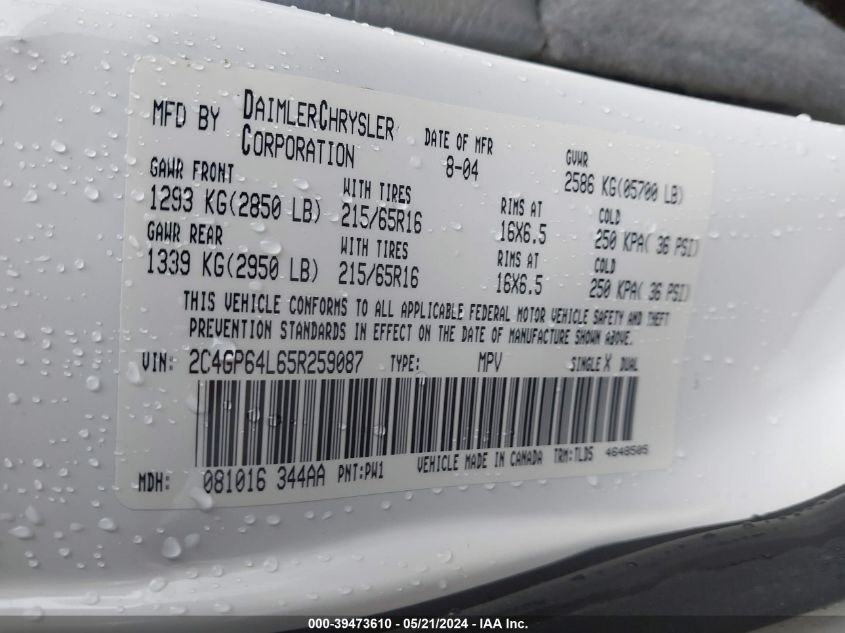 MFD BY DAIMLERCHRYSLER CORPORATION DATE OF MFR 8-04 GVWR 2586 KG(05700 LB)
GAWR FRONT WITH TIRES RIMS AT COLD
1293 KG(2850 LB) 215/65R16 16X6.5 250 KPA( 36 PSI)
GAWR REAR WITH TIRES RIMS AT COLD
1339 KG(2950 LB) 215/65R16 16X6.5 250 KPA( 36 PSI)
THIS VEHICLE CONFORMS TO ALL APPLICABLE FEDERAL MOTOR VEHICLE SAFETY AND THEFT
PREVENTION STANDARDS IN EFFECT ON THE DATE OF MANUFACTURE SHOWN ABOVE.
VIN: 2C4GP64L65R259087 TYPE: MPV SINGLE X DUAL
MDH: 081016 344AA PNT:PW1 VEHICLE MADE IN CANADA TRM:TLD5 4648505
000-39473610 / 05/21/2024 — IAA Inc.